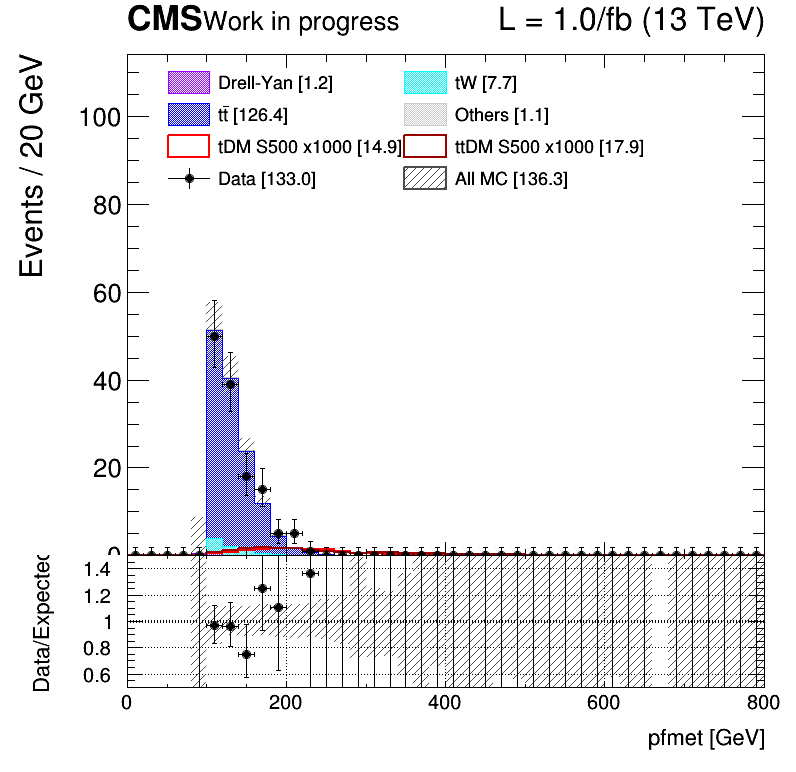 CMS Work in progress L = 1.0/fb (13 TeV)
Events / 20 GeV
Drell-Yan [1.2] tW [7.7]
tt̄ [126.4] Others [1.1]
tDM S500 x1000 [14.9] ttDM S500 x1000 [17.9]
Data [133.0] All MC [136.3]
100
80
60
40
20
0
Data/Expected
1.4
1.2
1
0.8
0.6
0 200 400 600 800
pfmet [GeV]